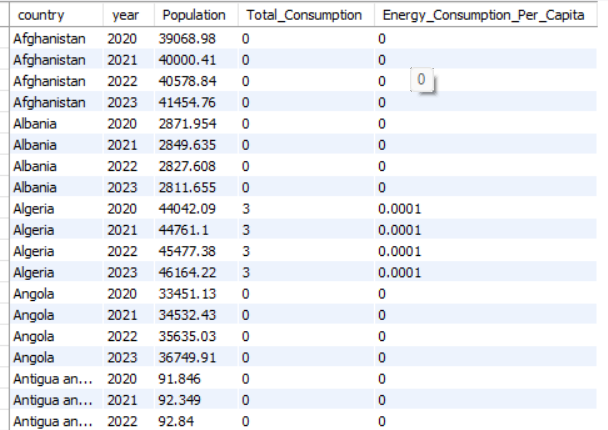 country year Population Total_Consumption Energy_Consumption_Per_Capita
Afghanistan 2020 39068.98 0 0
Afghanistan 2021 40000.41 0 0
Afghanistan 2022 40578.84 0 0 0
Afghanistan 2023 41454.76 0 0
Albania 2020 2871.954 0 0
Albania 2021 2849.635 0 0
Albania 2022 2827.608 0 0
Albania 2023 2811.655 0 0
Algeria 2020 44042.09 3 0.0001
Algeria 2021 44761.1 3 0.0001
Algeria 2022 45477.38 3 0.0001
Algeria 2023 46164.22 3 0.0001
Angola 2020 33451.13 0 0
Angola 2021 34532.43 0 0
Angola 2022 35635.03 0 0
Angola 2023 36749.91 0 0
Antigua an... 2020 91.846 0 0
Antigua an... 2021 92.349 0 0
Antigua an... 2022 92.84 0 0